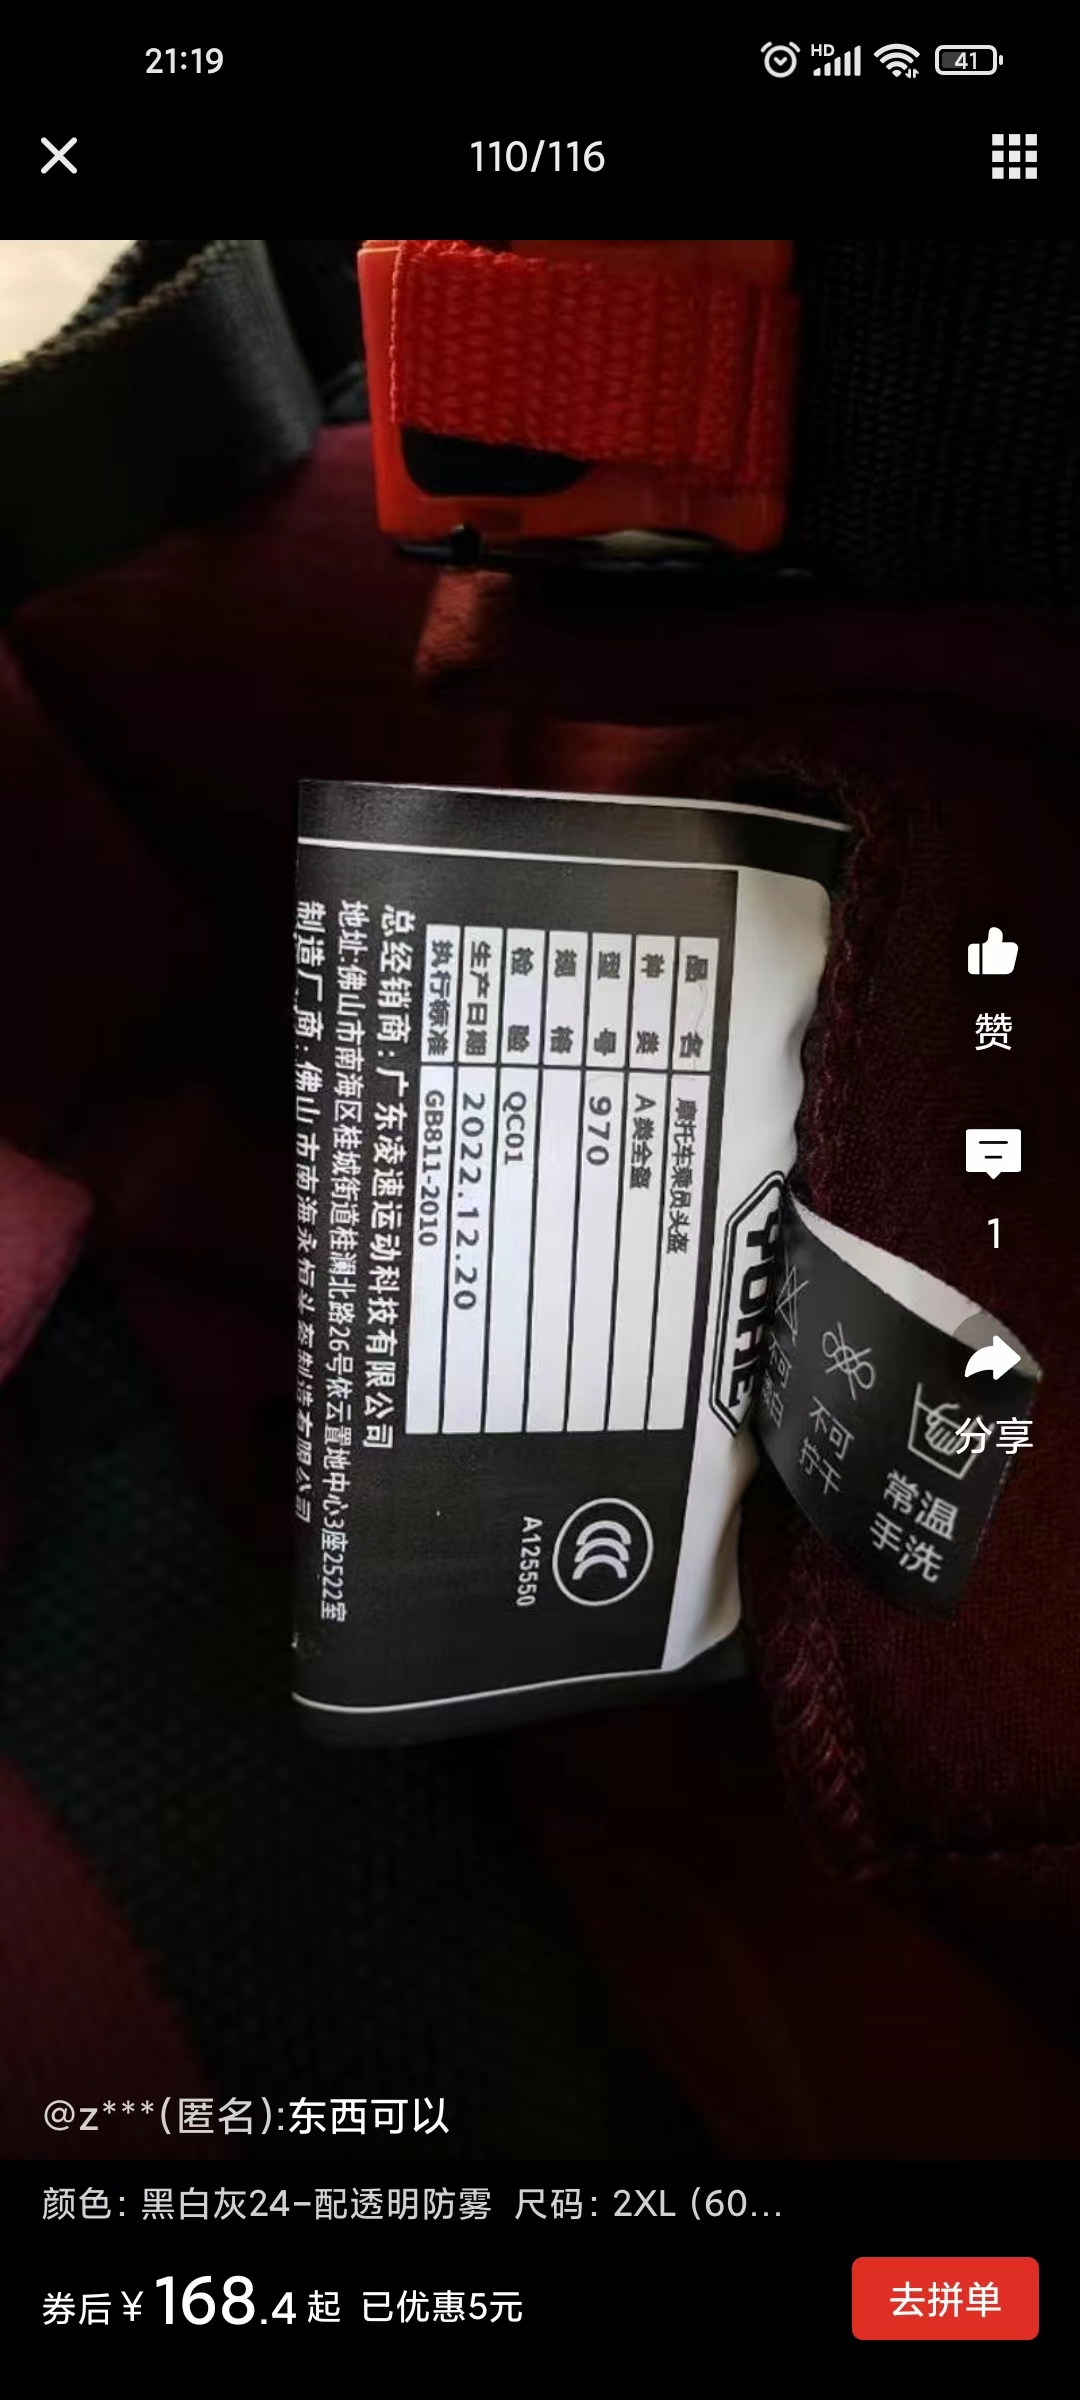 21:19
HD
41
110/116
YOHE
品名 摩托车乘员头盔
种类 A类全盔
型号 970
规格
检验 QC01
生产日期 2022.12.20
执行标准 GB811-2010
总经销商:广东凌速运动科技有限公司
地址:佛山市南海区桂城街道桂澜北路26号依云置地中心3座2522室
制造厂商:佛山市南海永恒头盔制造有限公司
A125550
常温
手洗
不可
拧干
不可
漂白
赞
1
分享
@z***(匿名):东西可以
颜色: 黑白灰24-配透明防雾 尺码: 2XL (60...
券后¥168.4起 已优惠5元
去拼单